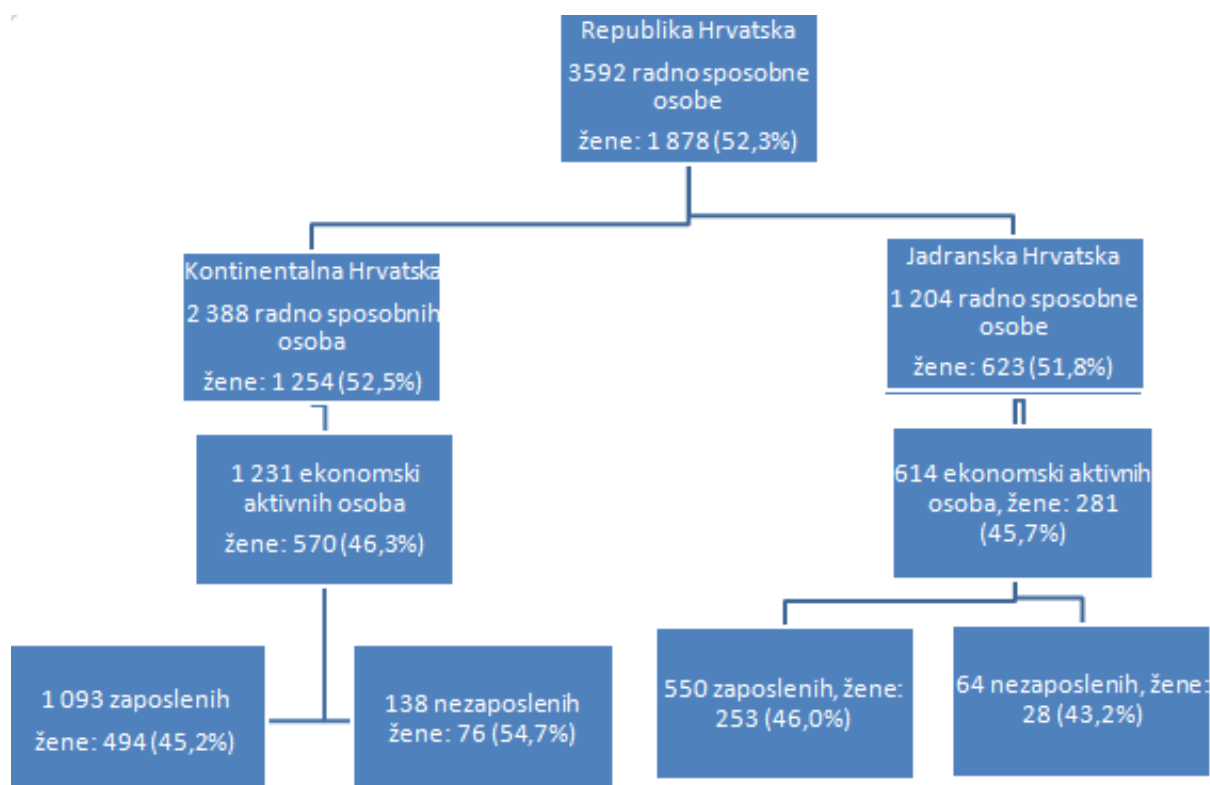 Republika Hrvatska
3592 radno sposobne
osobe
žene: 1 878 (52,3%)
Kontinentalna Hrvatska
2 388 radno sposobnih
osoba
žene: 1 254 (52,5%)
Jadranska Hrvatska
1 204 radno sposobne
osobe
žene: 623 (51,8%)
1 231 ekonomski
aktivnih osoba
žene: 570 (46,3%)
614 ekonomski aktivnih
osoba, žene: 281
(45,7%)
1 093 zaposlenih
žene: 494 (45,2%)
138 nezaposlenih
žene: 76 (54,7%)
550 zaposlenih, žene:
253 (46,0%)
64 nezaposlenih, žene:
28 (43,2%)